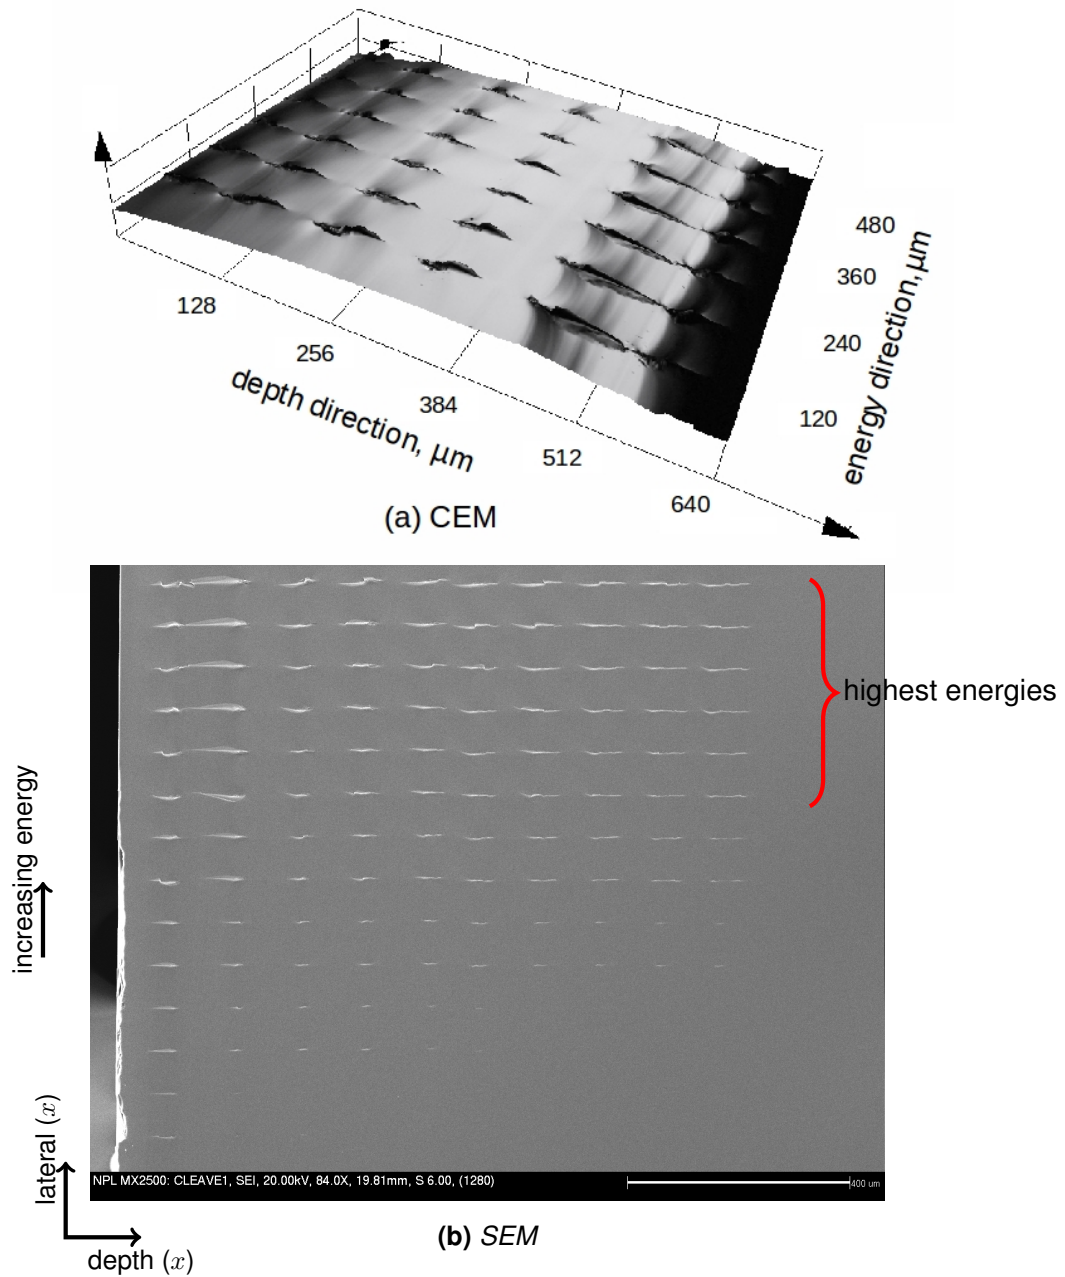 480
360
240
120
energy direction, µm
128
256
384
512
640
depth direction, µm
(a) CEM
highest energies
increasing energy
lateral (x)
NPL MX2500: CLEAVE1, SEI, 20.00kV, 84.0X, 19.81mm, S 6.00, (1280)
400 um
depth (x)
(b) SEM